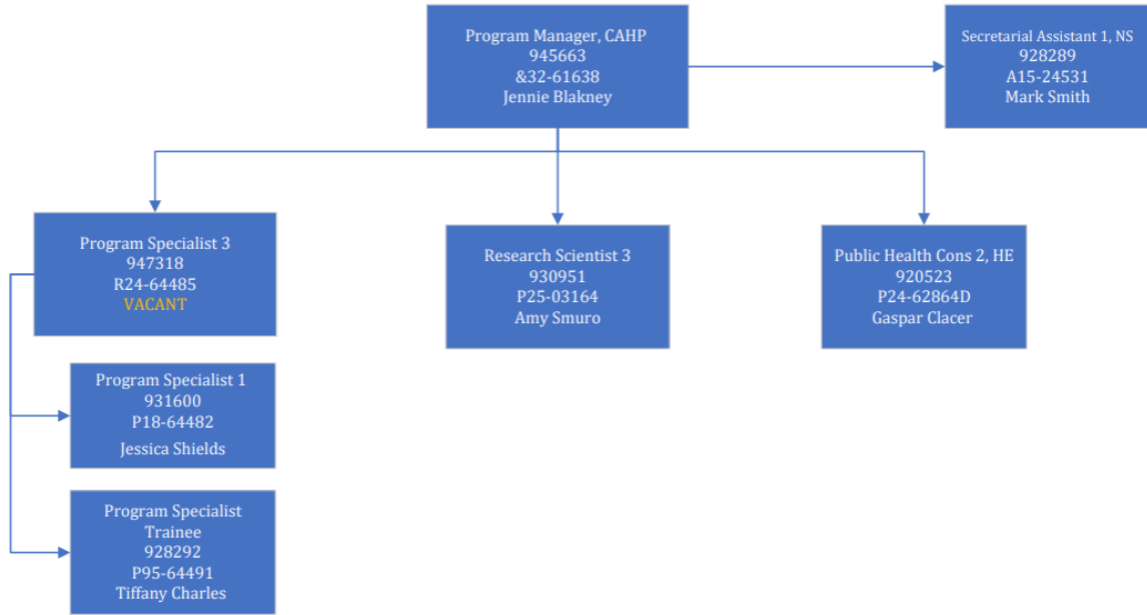 Program Manager, CAHP
945663
&32-61638
Jennie Blakney
Secretarial Assistant 1, NS
928289
A15-24531
Mark Smith
Program Specialist 3
947318
R24-64485
VACANT
Research Scientist 3
930951
P25-03164
Amy Smuro
Public Health Cons 2, HE
920523
P24-62864D
Gaspar Clacer
Program Specialist 1
931600
P18-64482
Jessica Shields
Program Specialist
Trainee
928292
P95-64491
Tiffany Charles